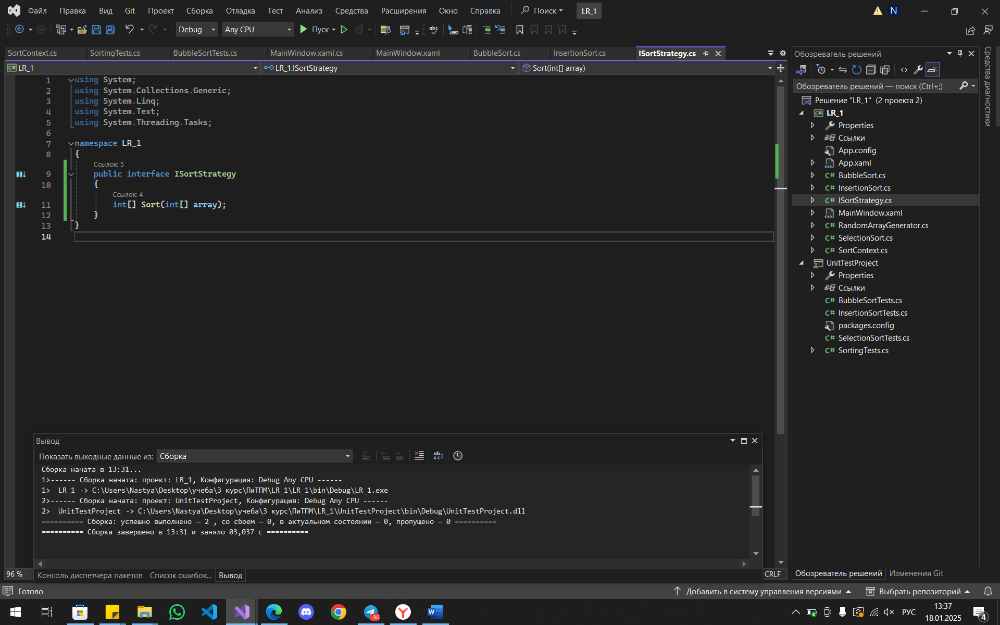 Файл Правка Вид Git Проект Сборка Отладка Тест Анализ Средства Расширения Окно Справка Поиск LR_1 N
Debug Any CPU Пуск
SortContext.cs SortingTests.cs BubbleSortTests.cs MainWindow.xaml.cs MainWindow.xaml BubbleSort.cs InsertionSort.cs ISortStrategy.cs
LR_1 LR_1.ISortStrategy Sort(int[] array)
1 using System;
2 using System.Collections.Generic;
3 using System.Linq;
4 using System.Text;
5 using System.Threading.Tasks;
6
7 namespace LR_1
8 {
Ссылок: 5
9 public interface ISortStrategy
10 {
Ссылок: 4
11 int[] Sort(int[] array);
12 }
13 }
14
Вывод
Показать выходные данные из: Сборка
Сборка начата в 13:31...
1>------ Сборка начата: проект: LR_1, Конфигурация: Debug Any CPU ------
1>  LR_1 -> C:\Users\Nastya\Desktop\учеба\3 курс\ПиТПМ\LR_1\LR_1\bin\Debug\LR_1.exe
2>------ Сборка начата: проект: UnitTestProject, Конфигурация: Debug Any CPU ------
2>  UnitTestProject -> C:\Users\Nastya\Desktop\учеба\3 курс\ПиТПМ\LR_1\UnitTestProject\bin\Debug\UnitTestProject.dll
========== Сборка: успешно выполнено – 2 , со сбоем – 0, в актуальном состоянии – 0, пропущено – 0 ==========
========== Сборка завершено в 13:31 и заняло 03,037 с ==========
96 %
Консоль диспетчера пакетов Список ошибок... Вывод
CRLF
Обозреватель решений
Обозреватель решений — поиск (Ctrl+;)
Решение "LR_1" (2 проекта 2)
LR_1
Properties
Ссылки
App.config
App.xaml
BubbleSort.cs
InsertionSort.cs
ISortStrategy.cs
MainWindow.xaml
RandomArrayGenerator.cs
SelectionSort.cs
SortContext.cs
UnitTestProject
Properties
Ссылки
BubbleSortTests.cs
InsertionSortTests.cs
packages.config
SelectionSortTests.cs
SortingTests.cs
Обозреватель решений Изменения Git
Средства диагностики
Готово Добавить в систему управления версиями Выбрать репозиторий
..96
РУС
13:37
18.01.2025
4